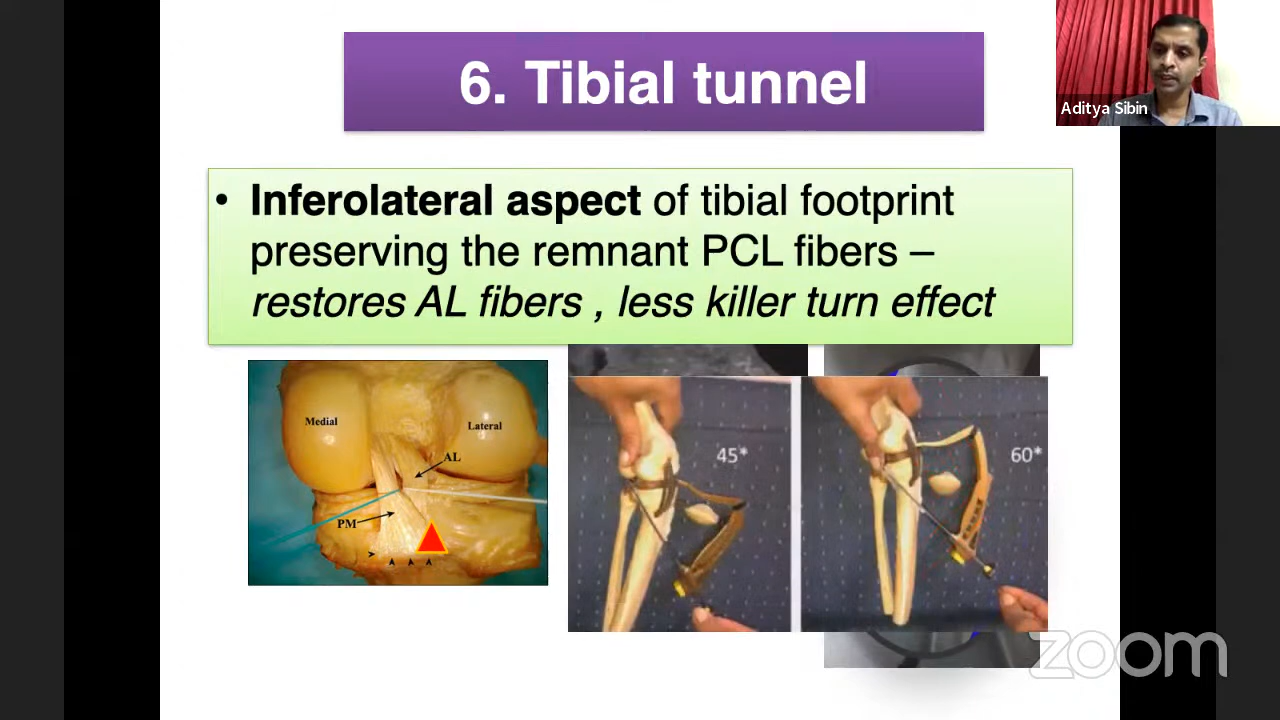 6. Tibial tunnel
Aditya Sibin
• Inferolateral aspect of tibial footprint
preserving the remnant PCL fibers –
restores AL fibers , less killer turn effect
Medial
Lateral
AL
PM
45*
60*
zoom